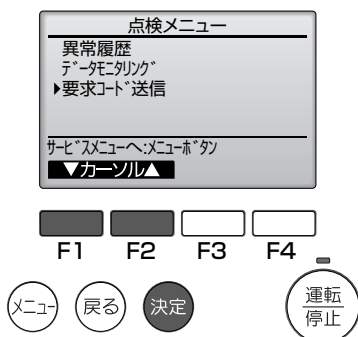 点検メニュー
異常履歴
ﾃﾞｰﾀﾓﾆﾀﾘﾝｸﾞ
▶要求ｺｰﾄﾞ送信
ｻｰﾋﾞｽﾒﾆｭｰへ:ﾒﾆｭｰﾎﾞﾀﾝ
▼カーソル▲
F1 F2 F3 F4
メニュー 戻る 決定 運転
停止